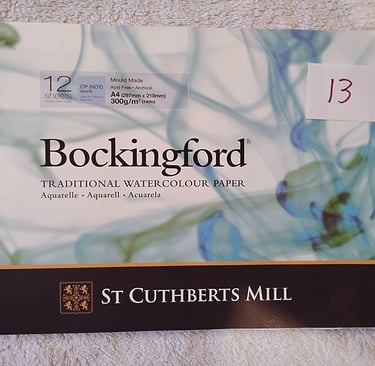 12
sheets
CP (NOT)
WHITE
Mould Made
Acid Free • Archival
A4 (297mm x 210mm)
300g/m² (140lb)
13
Bockingford®
TRADITIONAL WATERCOLOUR PAPER
Aquarelle • Aquarell • Acuarela
ST CUTHBERTS MILL